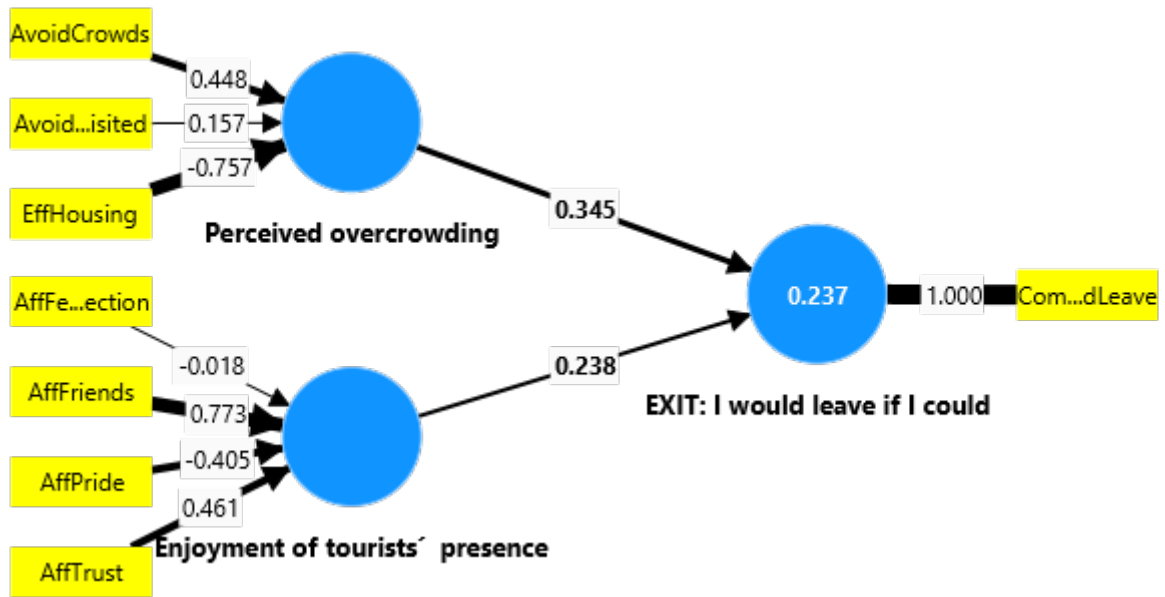 AvoidCrowds
0.448
Avoid...isited
0.157
-0.757
EffHousing
Perceived overcrowding
0.345
AffFe...ection
-0.018
AffFriends
0.773
-0.405
AffPride
0.461
AffTrust
Enjoyment of tourists´ presence
0.238
0.237
1.000
Com...dLeave
EXIT: I would leave if I could